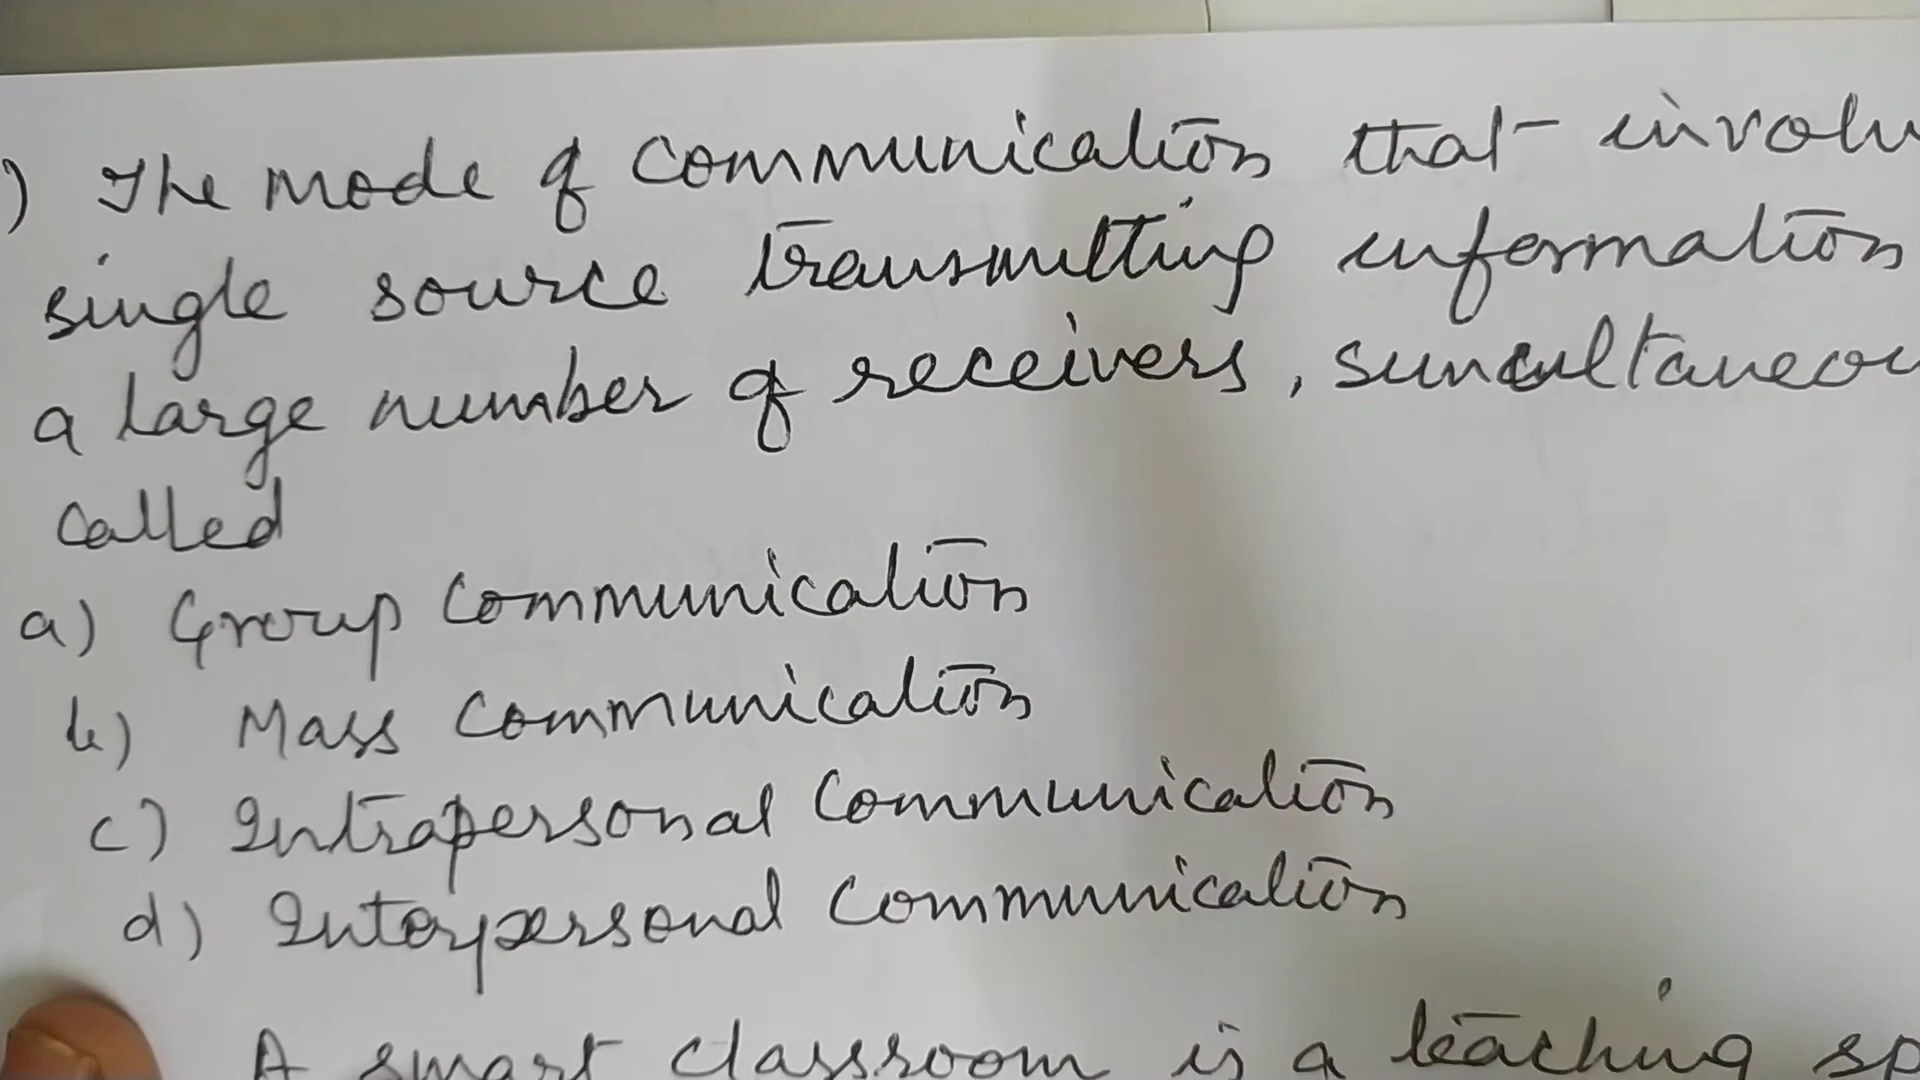 ) The mode of communication that involv
single source transmitting information
a large number of receivers, simultaneou
called
a) Group Communication
b) Mass Communication
c) Intrapersonal Communication
d) Interpersonal Communication
A smart classroom is a teaching sp